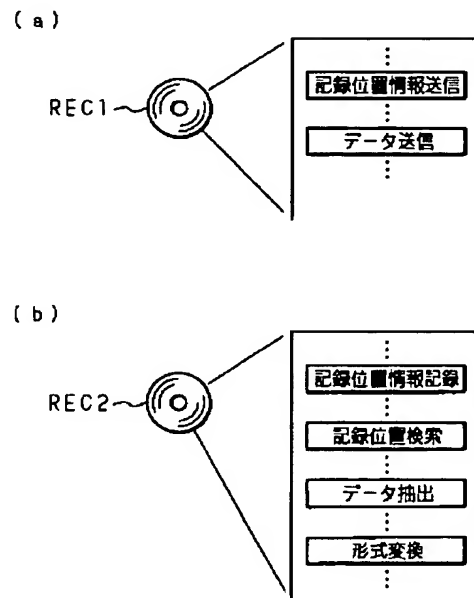 (a)
REC1
記録位置情報送信
データ送信
(b)
REC2
記録位置情報記録
記録位置検索
データ抽出
形式変換